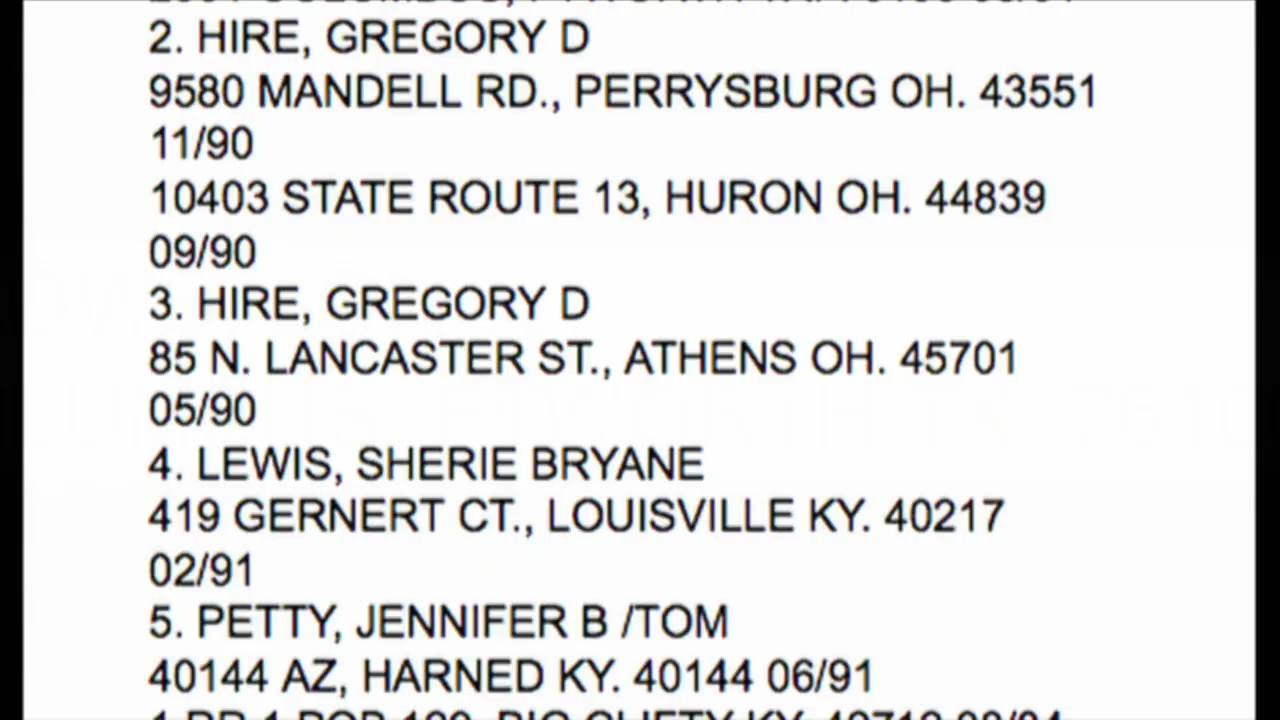 2. HIRE, GREGORY D
9580 MANDELL RD., PERRYSBURG OH. 43551
11/90
10403 STATE ROUTE 13, HURON OH. 44839
09/90
3. HIRE, GREGORY D
85 N. LANCASTER ST., ATHENS OH. 45701
05/90
4. LEWIS, SHERIE BRYANE
419 GERNERT CT., LOUISVILLE KY. 40217
02/91
5. PETTY, JENNIFER B /TOM
40144 AZ, HARNED KY. 40144 06/91